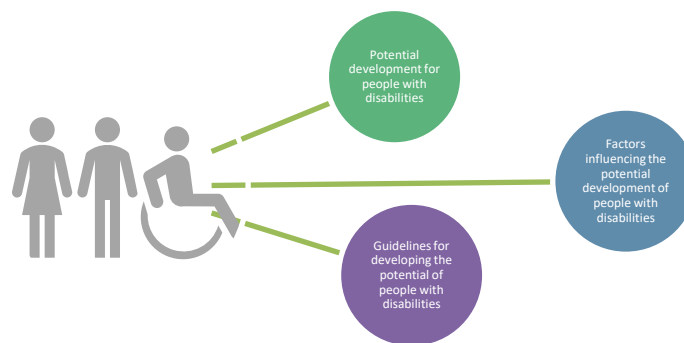 Potential
development for
people with
disabilities
Factors
influencing the
potential
development of
people with
disabilities
Guidelines for
developing the
potential of
people with
disabilities